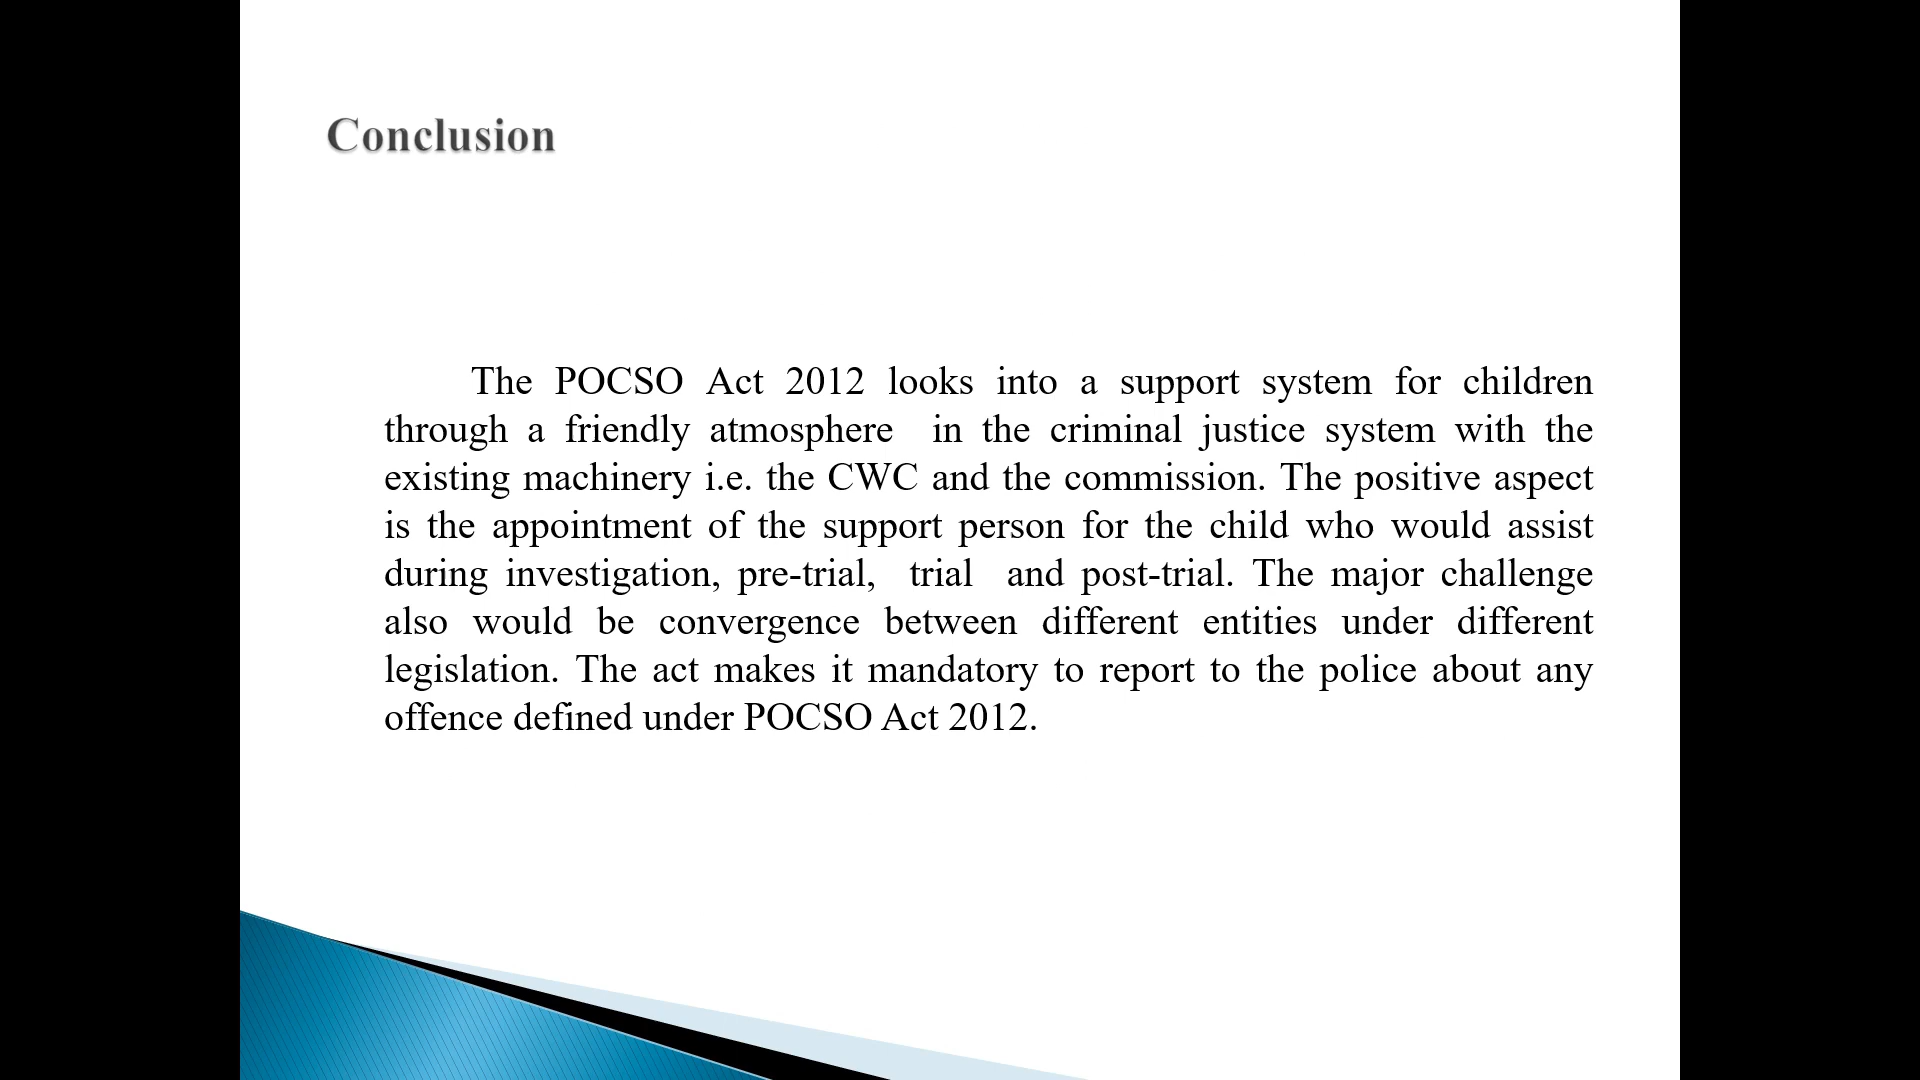 Conclusion
The POCSO Act 2012 looks into a support system for children
through a friendly atmosphere in the criminal justice system with the
existing machinery i.e. the CWC and the commission. The positive aspect
is the appointment of the support person for the child who would assist
during investigation, pre-trial, trial and post-trial. The major challenge
also would be convergence between different entities under different
legislation. The act makes it mandatory to report to the police about any
offence defined under POCSO Act 2012.